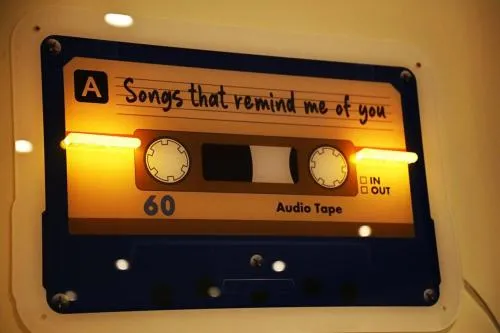 A
Songs that remind me of you
IN
OUT
60
Audio Tape